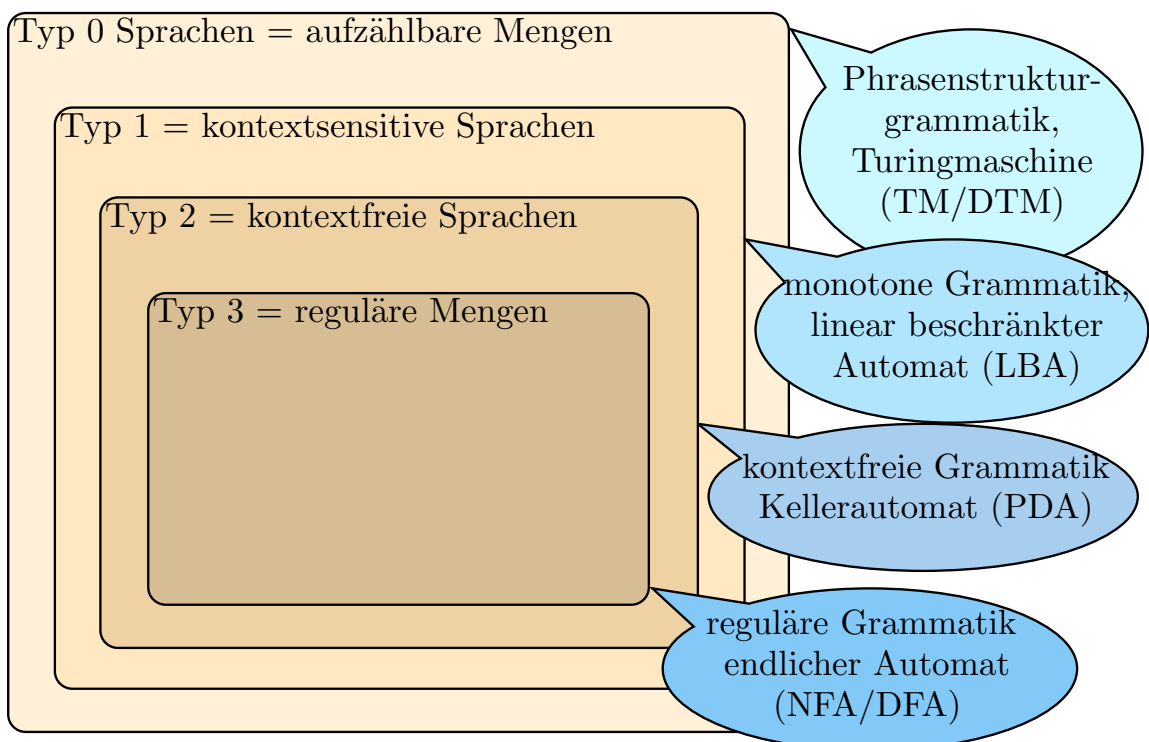 Typ 0 Sprachen = aufzählbare Mengen
Typ 1 = kontextsensitive Sprachen
Typ 2 = kontextfreie Sprachen
Typ 3 = reguläre Mengen
Phrasenstruktur-
grammatik,
Turingmaschine
(TM/DTM)
monotone Grammatik,
linear beschränkter
Automat (LBA)
kontextfreie Grammatik
Kellerautomat (PDA)
reguläre Grammatik
endlicher Automat
(NFA/DFA)